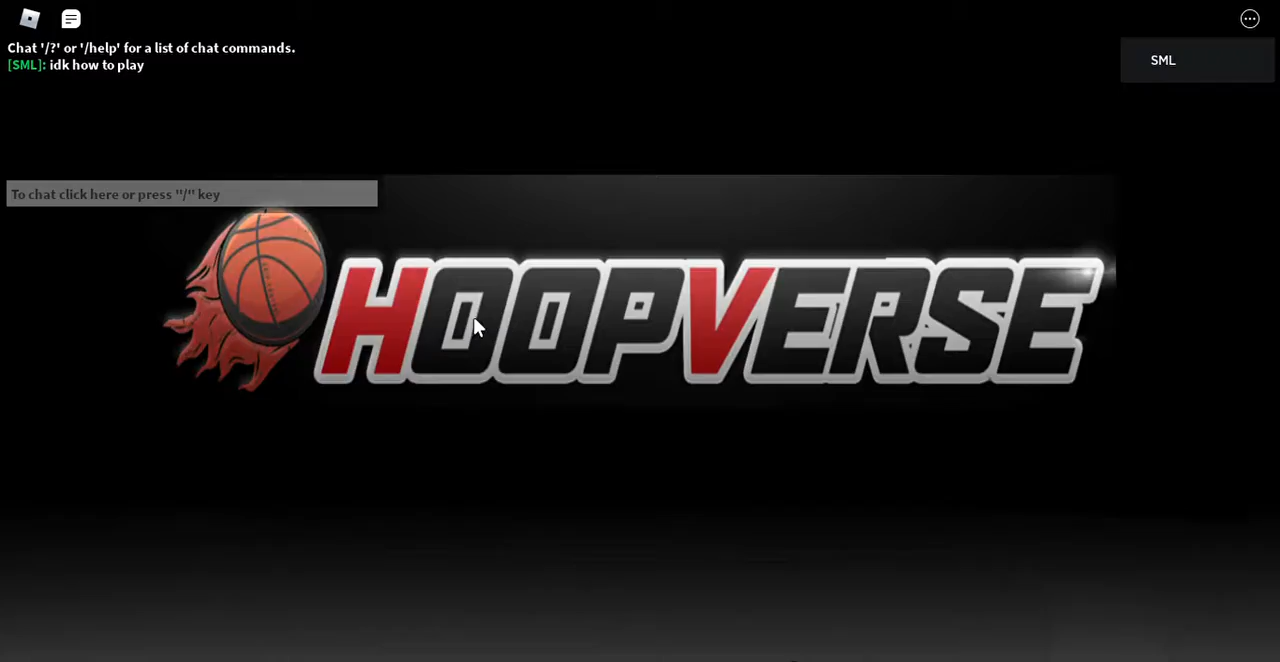 Chat '/?' or '/help' for a list of chat commands.
[SML]: idk how to play
SML
To chat click here or press "/" key
HOOPVERSE